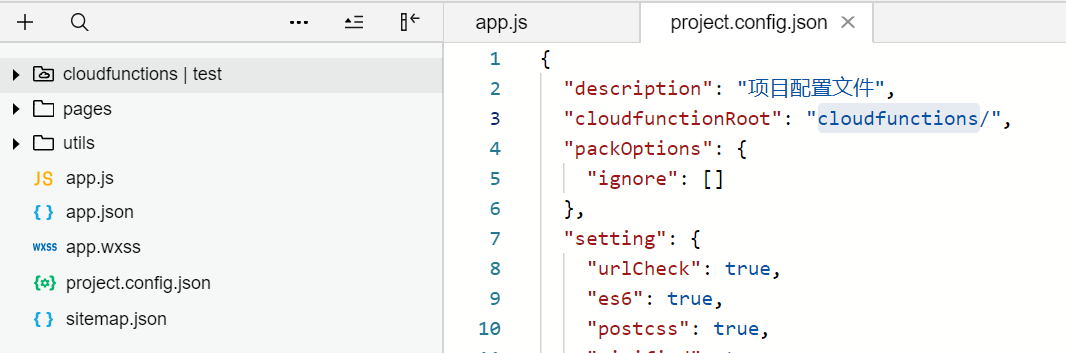 app.js
project.config.json
cloudfunctions | test
pages
utils
JS app.js
{ } app.json
WXSS app.wxss
project.config.json
{ } sitemap.json
1 {
2 "description": "项目配置文件",
3 "cloudfunctionRoot": "cloudfunctions/",
4 "packOptions": {
5 "ignore": []
6 },
7 "setting": {
8 "urlCheck": true,
9 "es6": true,
10 "postcss": true,